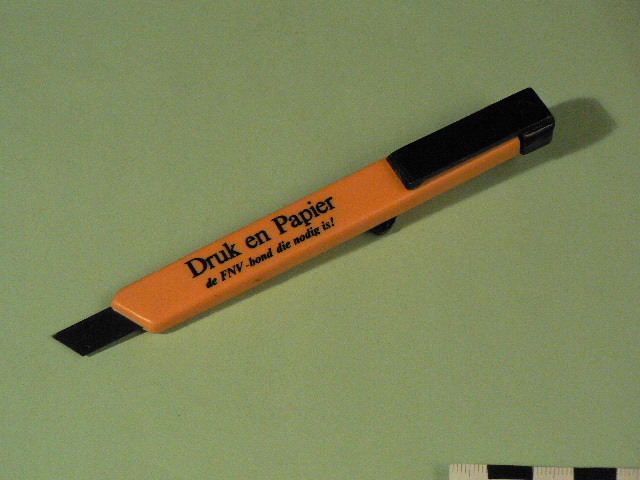 Druk en Papier
de FNV-bond die nodig is!